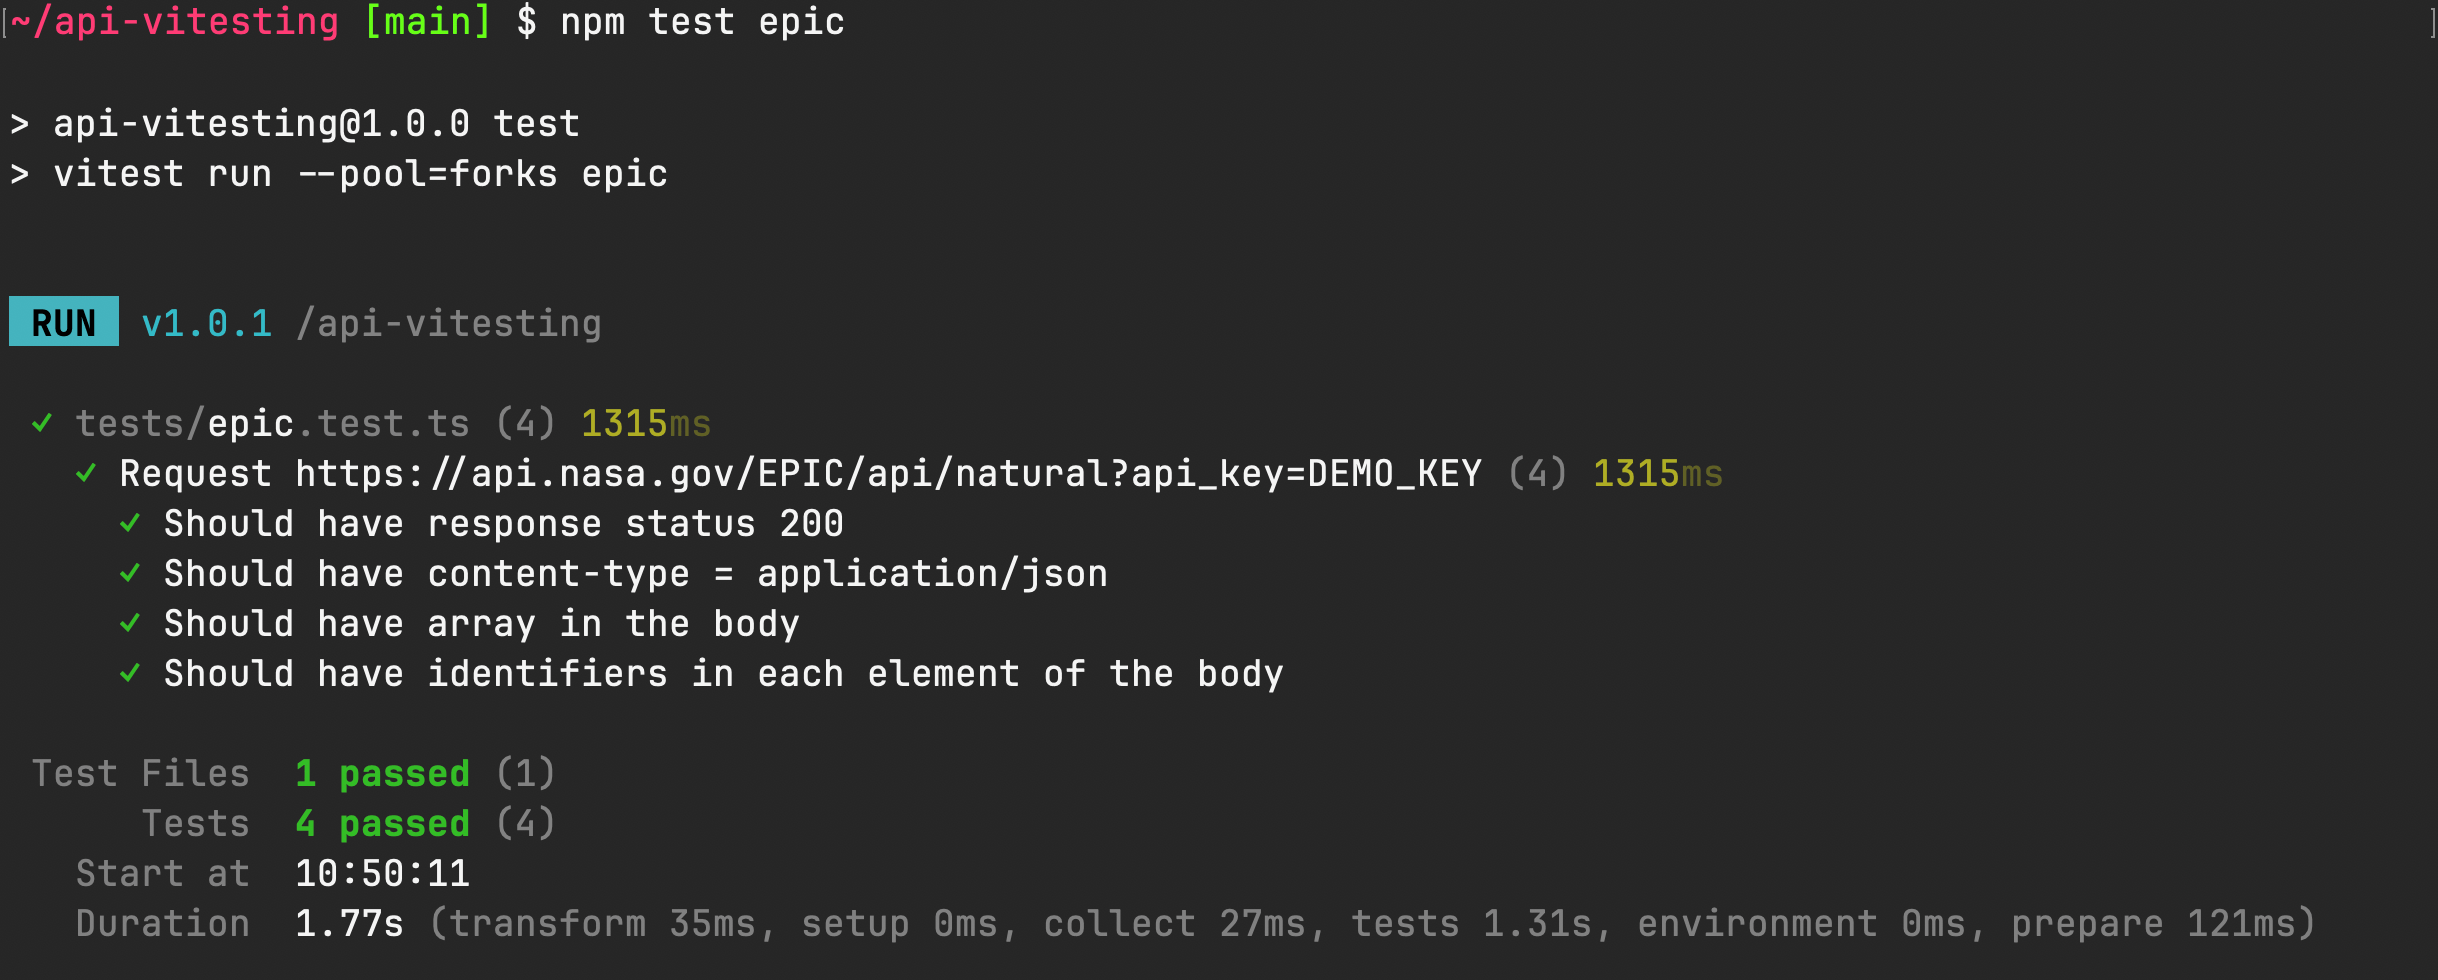 [~/api-vitesting [main] $ npm test epic ]
> api-vitesting@1.0.0 test
> vitest run --pool=forks epic
RUN v1.0.1 /api-vitesting
✓ tests/epic.test.ts (4) 1315ms
✓ Request https://api.nasa.gov/EPIC/api/natural?api_key=DEMO_KEY (4) 1315ms
✓ Should have response status 200
✓ Should have content-type = application/json
✓ Should have array in the body
✓ Should have identifiers in each element of the body
Test Files 1 passed (1)
Tests 4 passed (4)
Start at 10:50:11
Duration 1.77s (transform 35ms, setup 0ms, collect 27ms, tests 1.31s, environment 0ms, prepare 121ms)